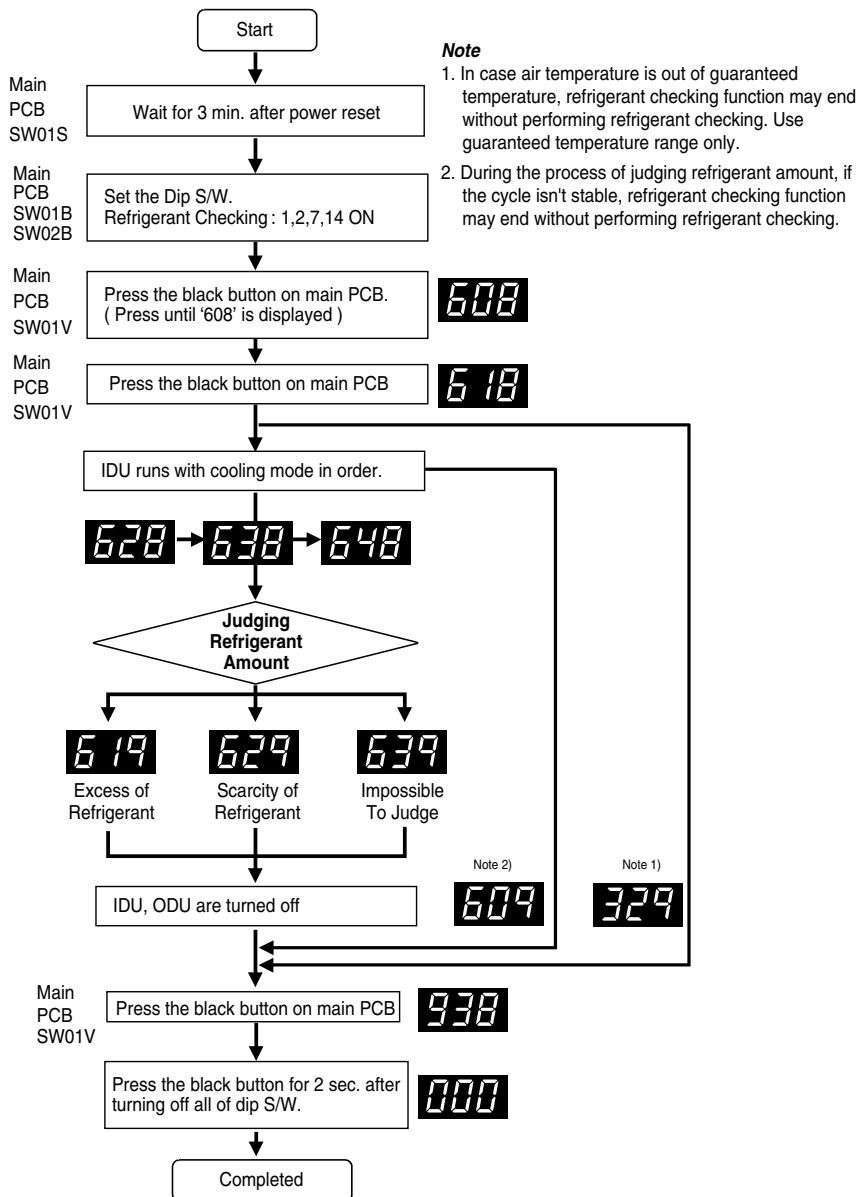 Start
Note
1. In case air temperature is out of guaranteed
temperature, refrigerant checking function may end
without performing refrigerant checking. Use
guaranteed temperature range only.
2. During the process of judging refrigerant amount, if
the cycle isn't stable, refrigerant checking function
may end without performing refrigerant checking.
Main
PCB
SW01S
Wait for 3 min. after power reset
Main
PCB
SW01B
SW02B
Set the Dip S/W.
Refrigerant Checking : 1,2,7,14 ON
Main
PCB
SW01V
Press the black button on main PCB.
( Press until '608' is displayed )
608
Main
PCB
SW01V
Press the black button on main PCB
618
IDU runs with cooling mode in order.
628
638
648
Judging
Refrigerant
Amount
619
629
639
Excess of
Refrigerant
Scarcity of
Refrigerant
Impossible
To Judge
Note 2)
Note 1)
IDU, ODU are turned off
609
329
Main
PCB
SW01V
Press the black button on main PCB
938
Press the black button for 2 sec. after
turning off all of dip S/W.
000
Completed